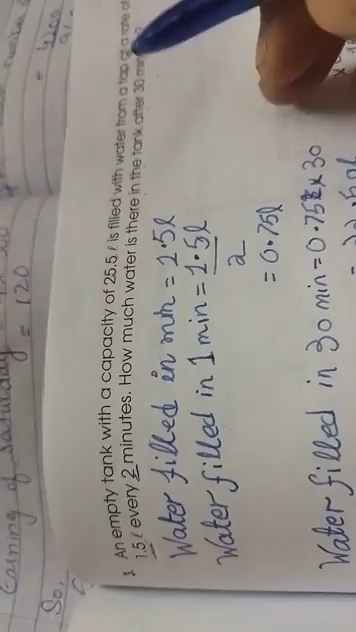 Earning of Saturday
= 120
So,
3. An empty tank with a capacity of 25.5 ℓ is filled with water from a tap at a rate of
1.5 ℓ every 2 minutes. How much water is there in the tank after 30 min
Water filled in min = 1.5ℓ
Water filled in 1 min = 1.5ℓ
2
= 0.75ℓ
Water filled in 30 min = 0.75 x 30